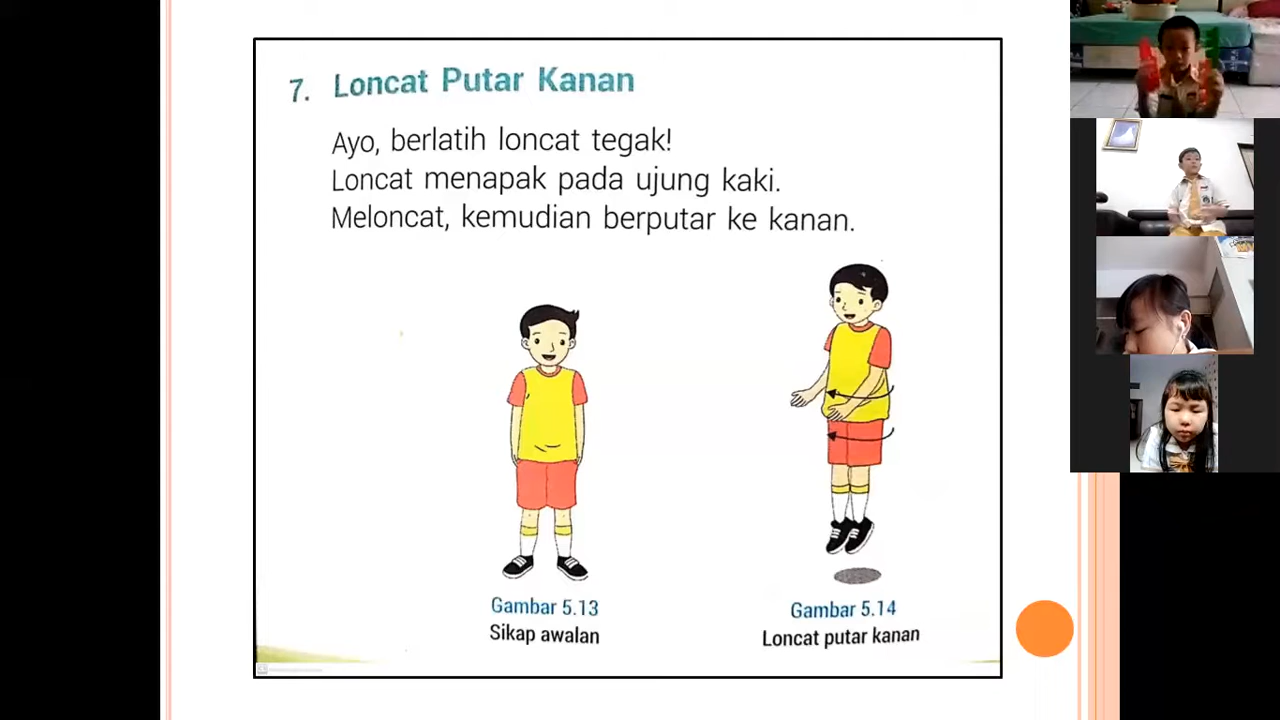 7. Loncat Putar Kanan
Ayo, berlatih loncat tegak!
Loncat menapak pada ujung kaki.
Meloncat, kemudian berputar ke kanan.
Gambar 5.13
Sikap awalan
Gambar 5.14
Loncat putar kanan